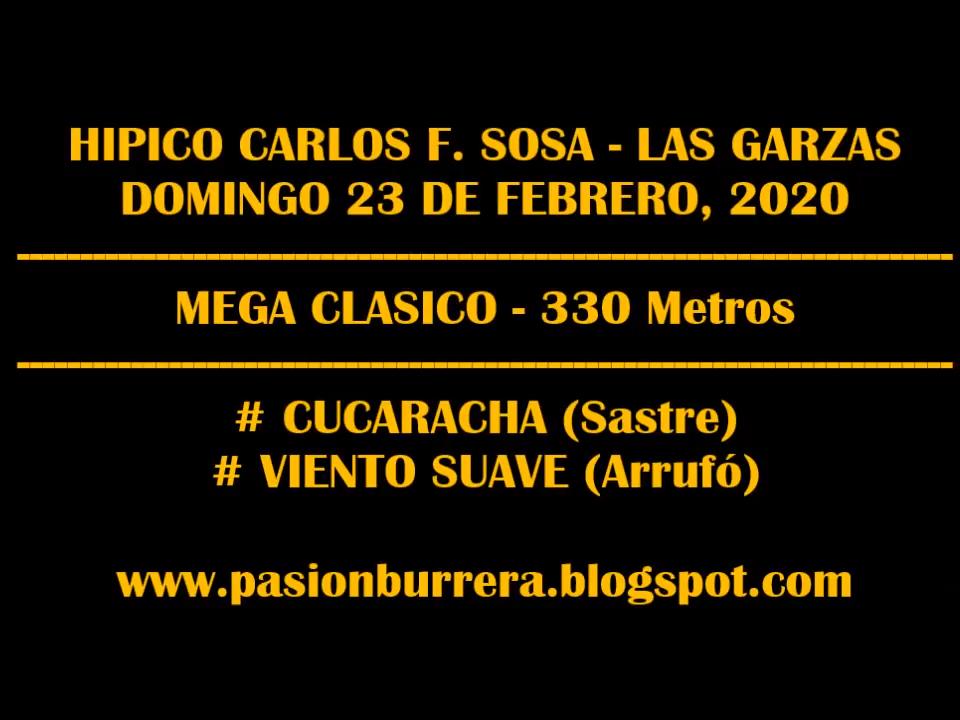 HIPICO CARLOS F. SOSA - LAS GARZAS
DOMINGO 23 DE FEBRERO, 2020
--------------------------------------------------------------------------
MEGA CLASICO - 330 Metros
--------------------------------------------------------------------------
# CUCARACHA (Sastre)
# VIENTO SUAVE (Arrufó)
www.pasionburrera.blogspot.com